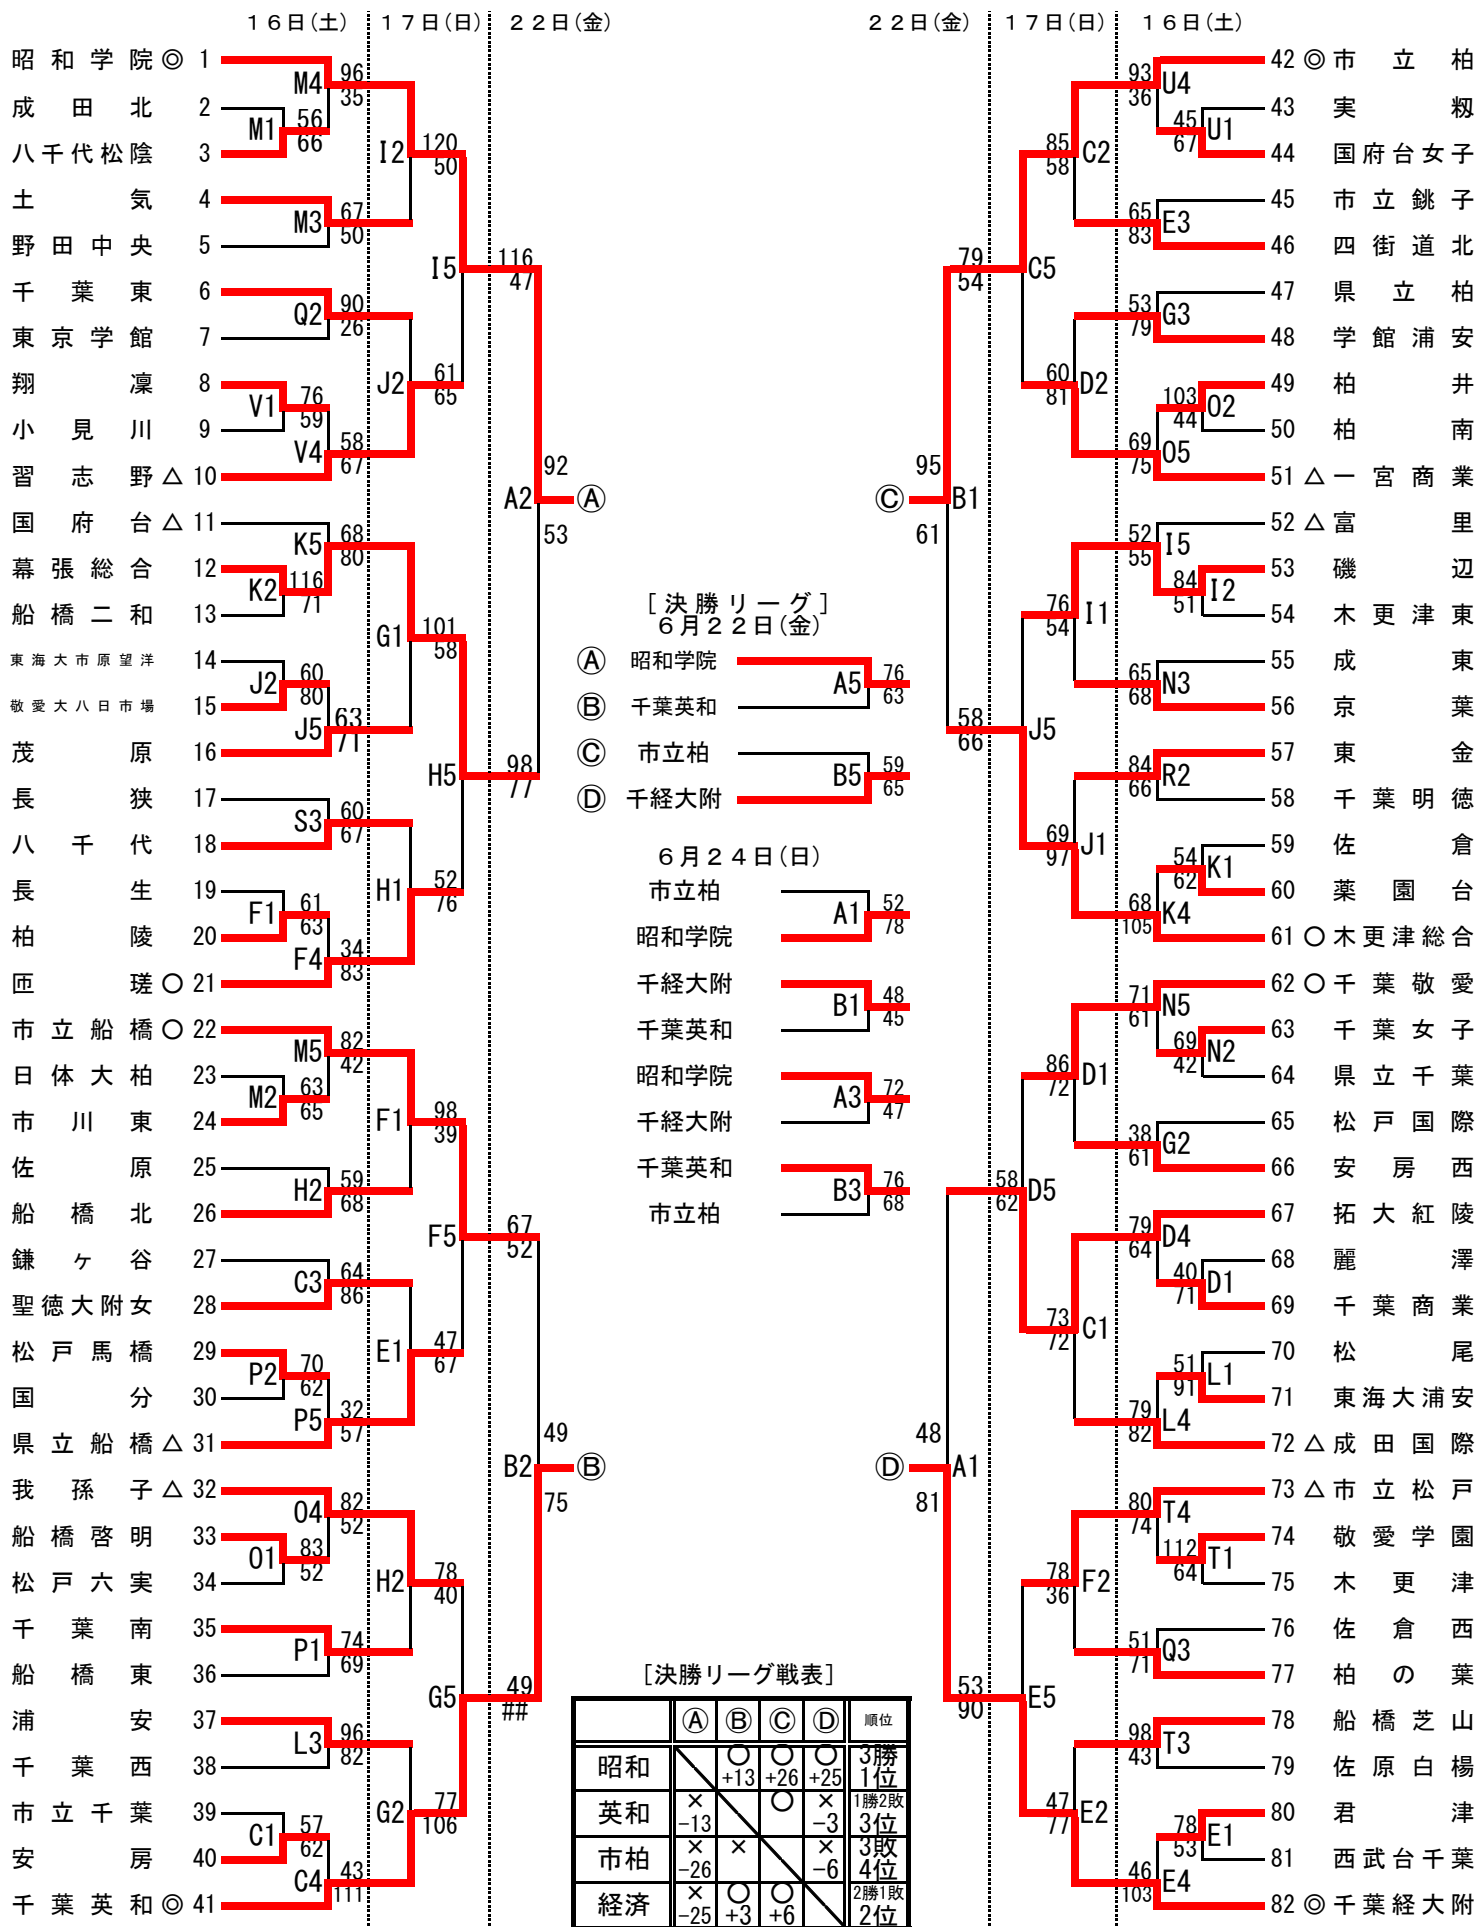 １６日(土) １７日(日) ２２日(金) ２２日(金) １７日(日) １６日(土)
昭和学院 ◎ 1
成田北 2
八千代松陰 3
土気 4
野田中央 5
千葉東 6
東京学館 7
翔凜 8
小見川 9
習志野 △ 10
国府台 △ 11
幕張総合 12
船橋二和 13
東海大市原望洋 14
敬愛大八日市場 15
茂原 16
長狭 17
八千代 18
長生 19
柏陵 20
匝瑳 ○ 21
市立船橋 ○ 22
日体大柏 23
市川東 24
佐原 25
船橋北 26
鎌ヶ谷 27
聖徳大附女 28
松戸馬橋 29
国分 30
県立船橋 △ 31
我孫子 △ 32
船橋啓明 33
松戸六実 34
千葉南 35
船橋東 36
浦安 37
千葉西 38
市立千葉 39
安房 40
千葉英和 ◎ 41
M4 96 35
M1 56 66
M3 67 50
Q2 90 26
V1 76 59
V4 58 67
K5 68 80
K2 116 71
J2 60 80
J5 63 71
S3 60 67
F1 61 63
F4 34 83
M5 82 42
M2 63 65
H2 59 68
C3 64 86
P2 70 62
P5 32 57
O4 82 52
O1 83 52
P1 74 69
L3 96 82
C1 57 62
C4 43 111
I2 120 50
J2 61 65
G1 101 58
H1 52 76
F1 98 39
E1 47 67
H2 78 40
G2 77 106
I5 116 47
H5 98 77
F5 67 52
G5 49 ##
A2 92 53 Ⓐ
B2 49 75 Ⓑ
[決勝リーグ]
６月２２日(金)
Ⓐ 昭和学院
A5 76 63
Ⓑ 千葉英和
Ⓒ 市立柏
B5 59 65
Ⓓ 千経大附
６月２４日(日)
市立柏
A1 52 78
昭和学院
千経大附
B1 48 45
千葉英和
昭和学院
A3 72 47
千経大附
千葉英和
B3 76 68
市立柏
[決勝リーグ戦表]
Ⓐ Ⓑ Ⓒ Ⓓ 順位
昭和 ○ +13 ○ +26 ○ +25 3勝 1位
英和 × -13 ○ × -3 1勝2敗 3位
市柏 × -26 × × -6 3敗 4位
経済 × -25 ○ +3 ○ +6 2勝1敗 2位
Ⓒ 95 61 B1
Ⓓ 48 81 A1
79 54 C5
58 66 J5
58 62 D5
53 90 E5
85 58 C2
60 81 D2
76 54 I1
69 97 J1
86 72 D1
73 72 C1
78 36 F2
47 77 E2
93 36 U4
45 67 U1
65 83 E3
53 79 G3
103 44 O2
69 75 O5
52 55 I5
84 51 I2
65 68 N3
84 66 R2
54 62 K1
68 105 K4
71 61 N5
69 42 N2
38 61 G2
79 64 D4
40 71 D1
51 91 L1
79 82 L4
80 74 T4
112 64 T1
51 71 Q3
98 43 T3
78 53 E1
46 103 E4
42 ◎ 市立柏
43 実籾
44 国府台女子
45 市立銚子
46 四街道北
47 県立柏
48 学館浦安
49 柏井
50 柏南
51 △ 一宮商業
52 △ 富里
53 磯辺
54 木更津東
55 成東
56 京葉
57 東金
58 千葉明徳
59 佐倉
60 薬園台
61 ○ 木更津総合
62 ○ 千葉敬愛
63 千葉女子
64 県立千葉
65 松戸国際
66 安房西
67 拓大紅陵
68 麗澤
69 千葉商業
70 松尾
71 東海大浦安
72 △ 成田国際
73 △ 市立松戸
74 敬愛学園
75 木更津
76 佐倉西
77 柏の葉
78 船橋芝山
79 佐原白楊
80 君津
81 西武台千葉
82 ◎ 千葉経大附